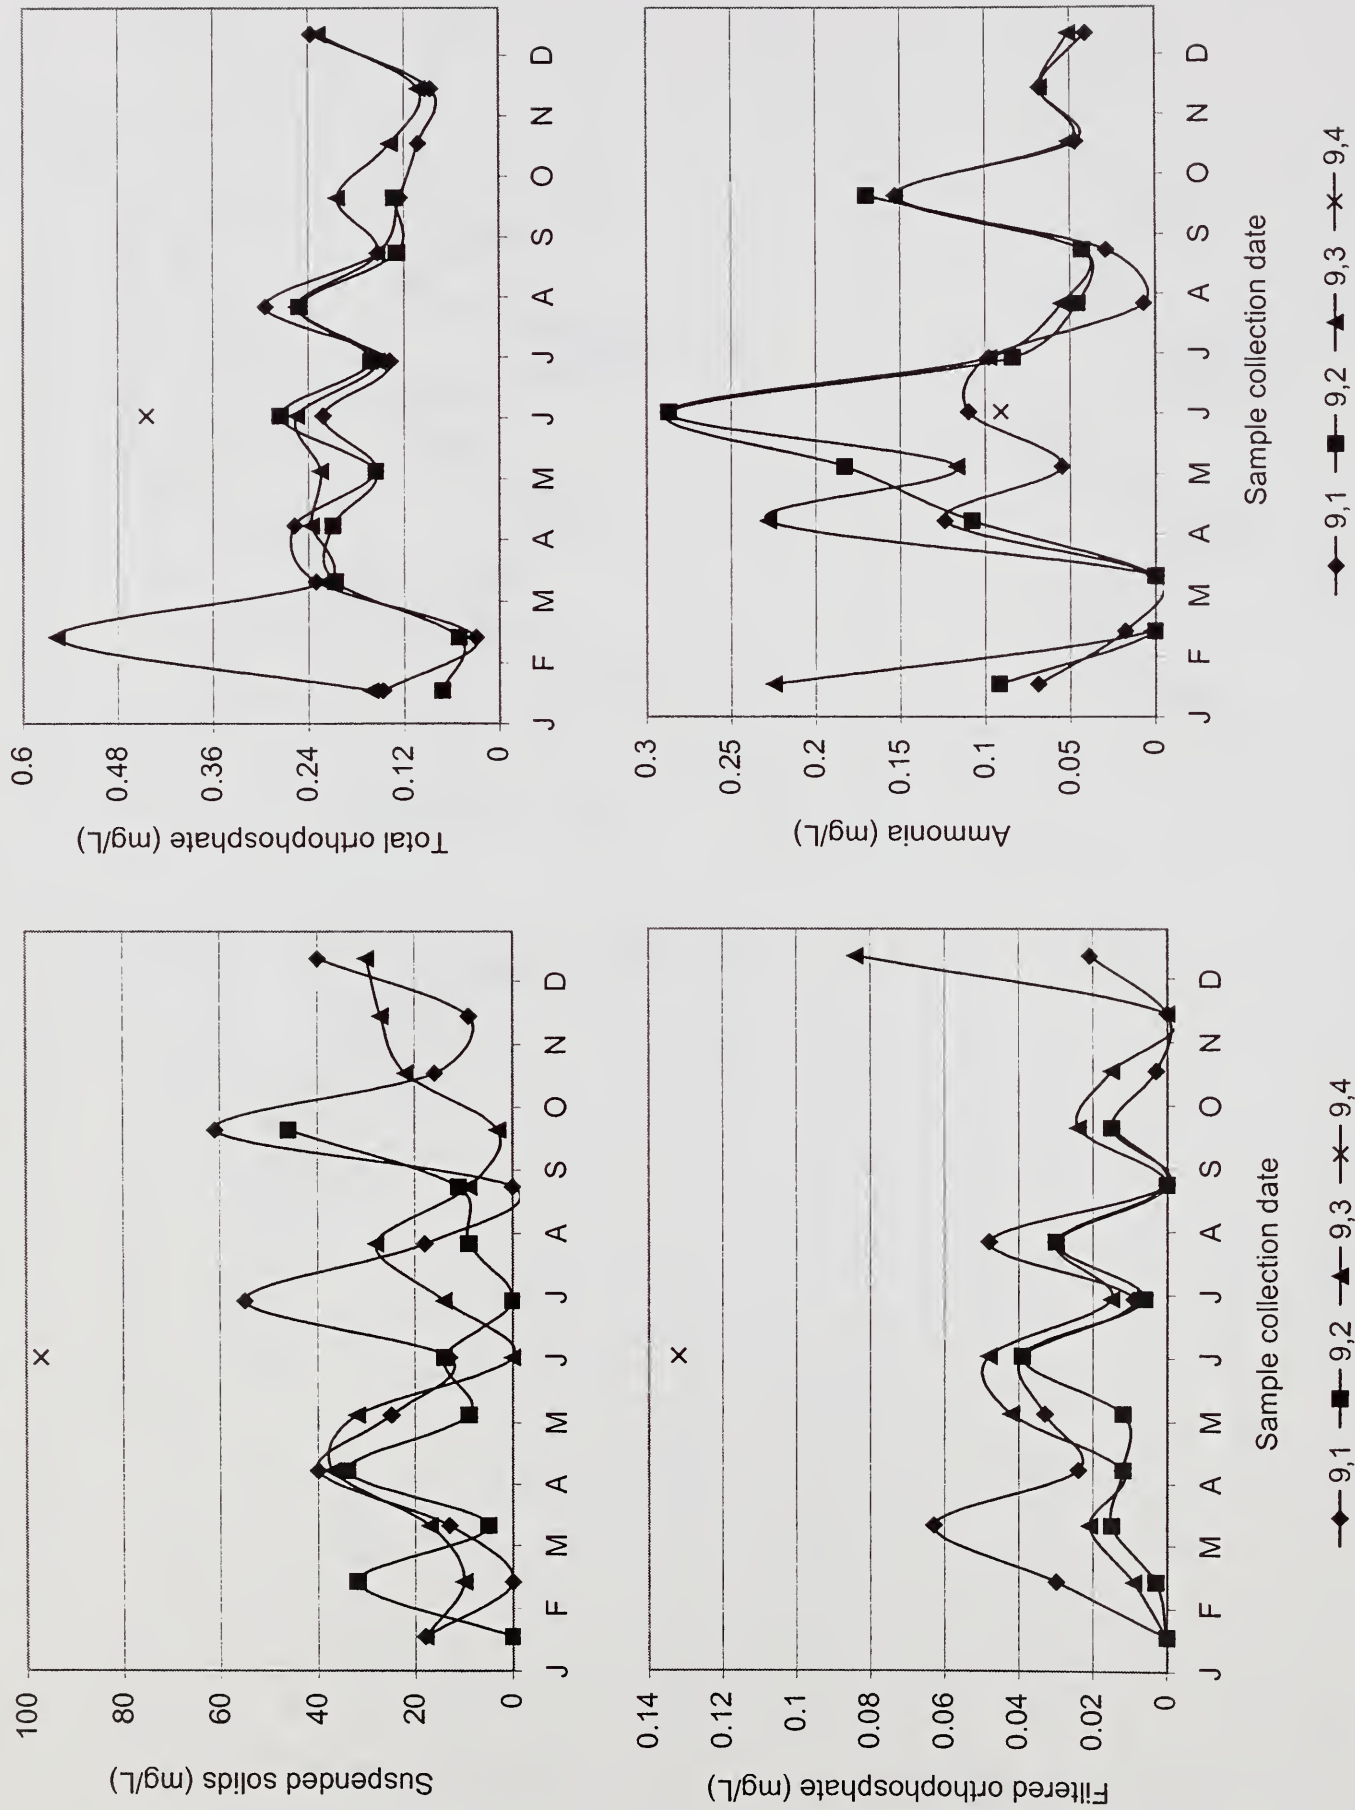 Suspended solids (mg/L)
100
80
60
40
20
0
J F M A M J J A S O N D
Total orthophosphate (mg/L)
0.6
0.48
0.36
0.24
0.12
0
J F M A M J J A S O N D
Filtered orthophosphate (mg/L)
0.14
0.12
0.1
0.08
0.06
0.04
0.02
0
J F M A M J J A S O N D
Sample collection date
9,1 9,2 9,3 9,4
Ammonia (mg/L)
0.3
0.25
0.2
0.15
0.1
0.05
0
J F M A M J J A S O N D
Sample collection date
9,1 9,2 9,3 9,4